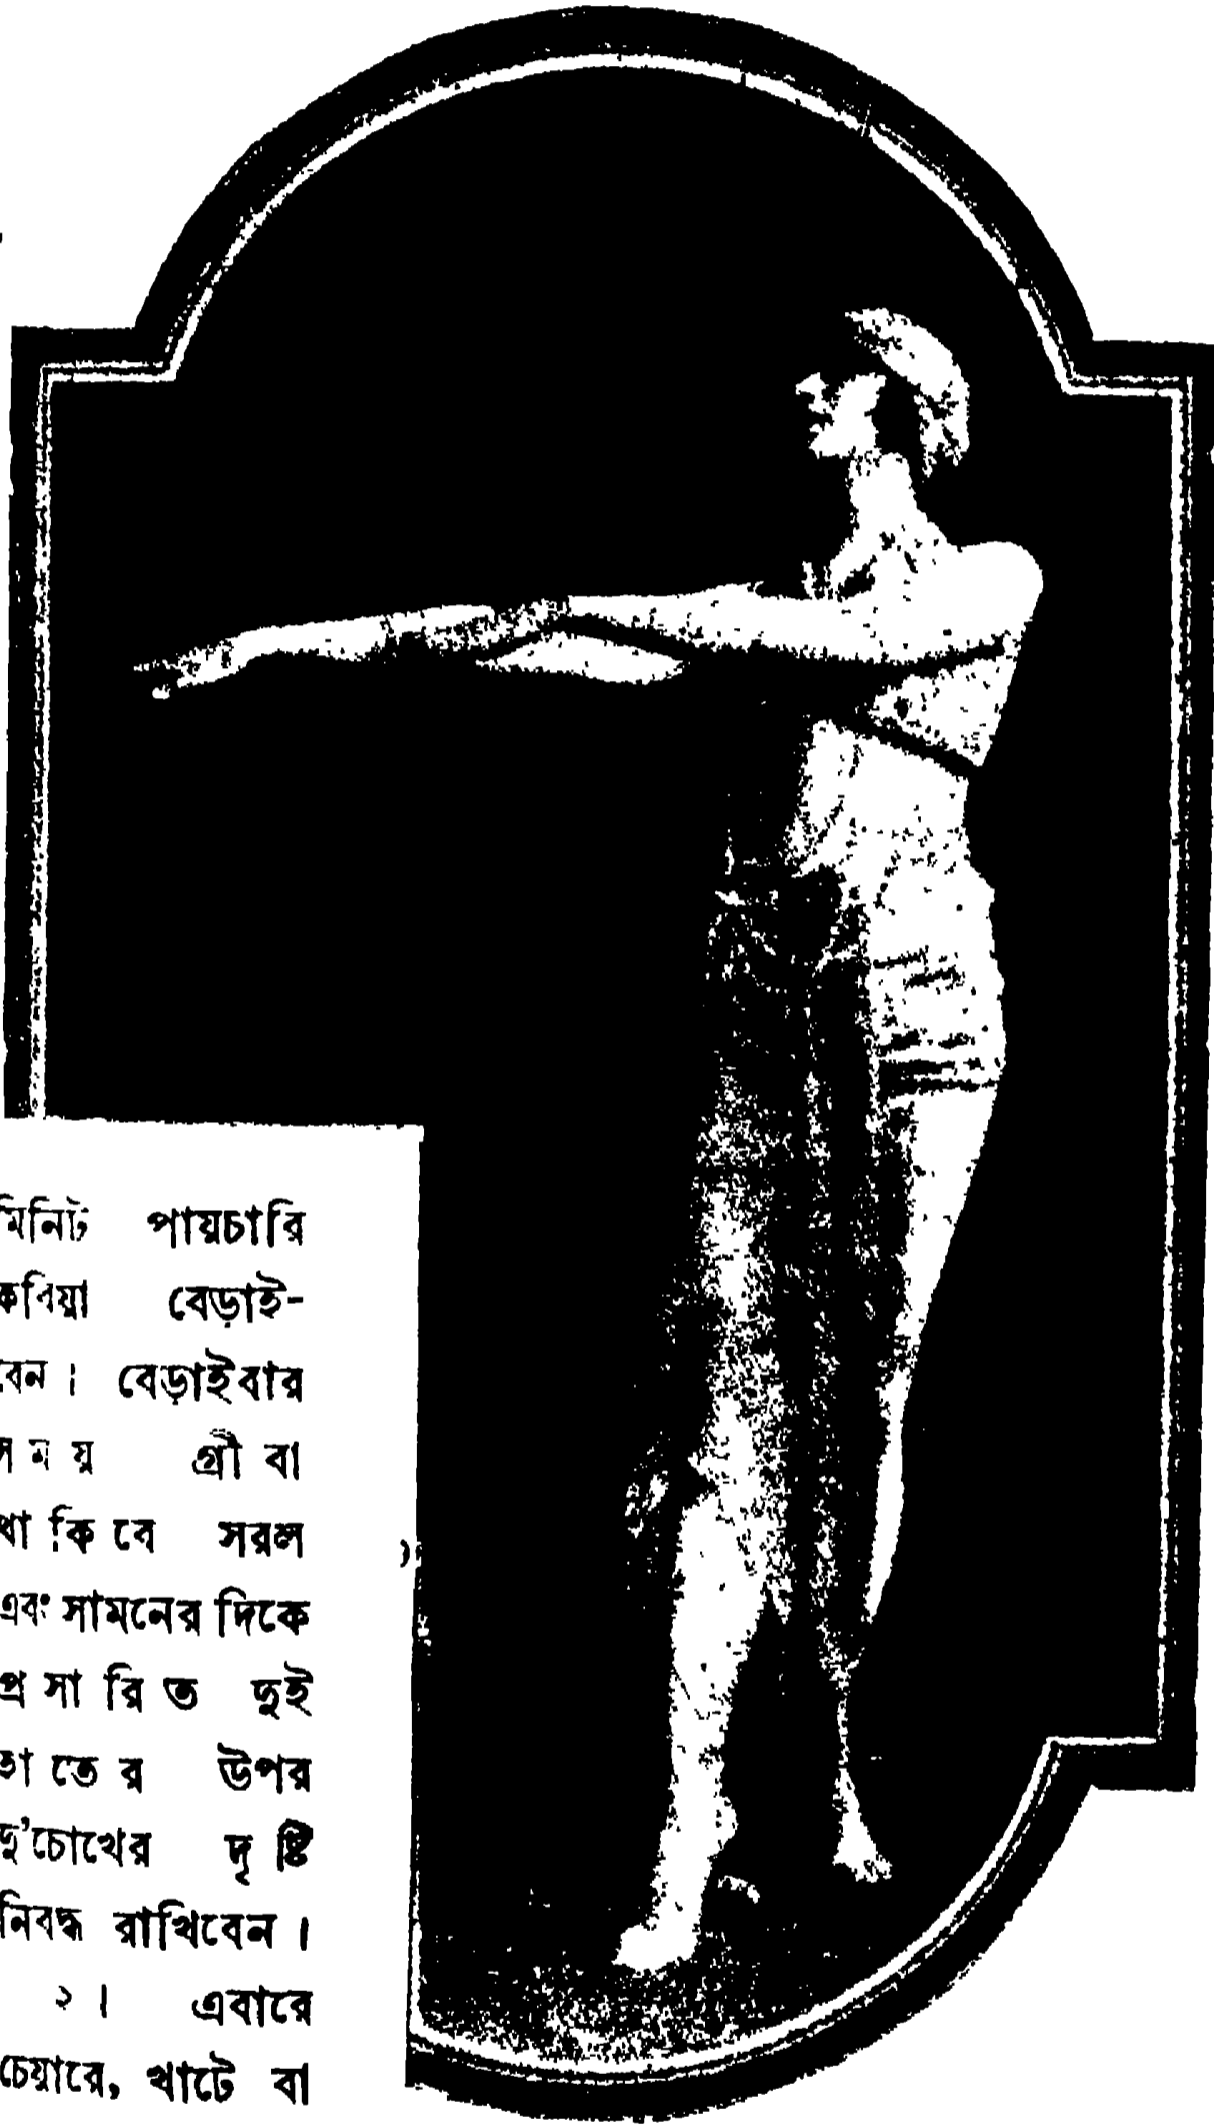 মিনিট পায়চারি
করিয়া বেড়াই-
বেন। বেড়াইবার
সময় গ্রীবা
থাকিবে সরল
এবং সামনের দিকে
প্রসারিত দুই
হাতের উপর
দু'চোখের দৃষ্টি
নিবদ্ধ রাখিবেন।
২। এবারে
চেয়ারে, খাটে বা